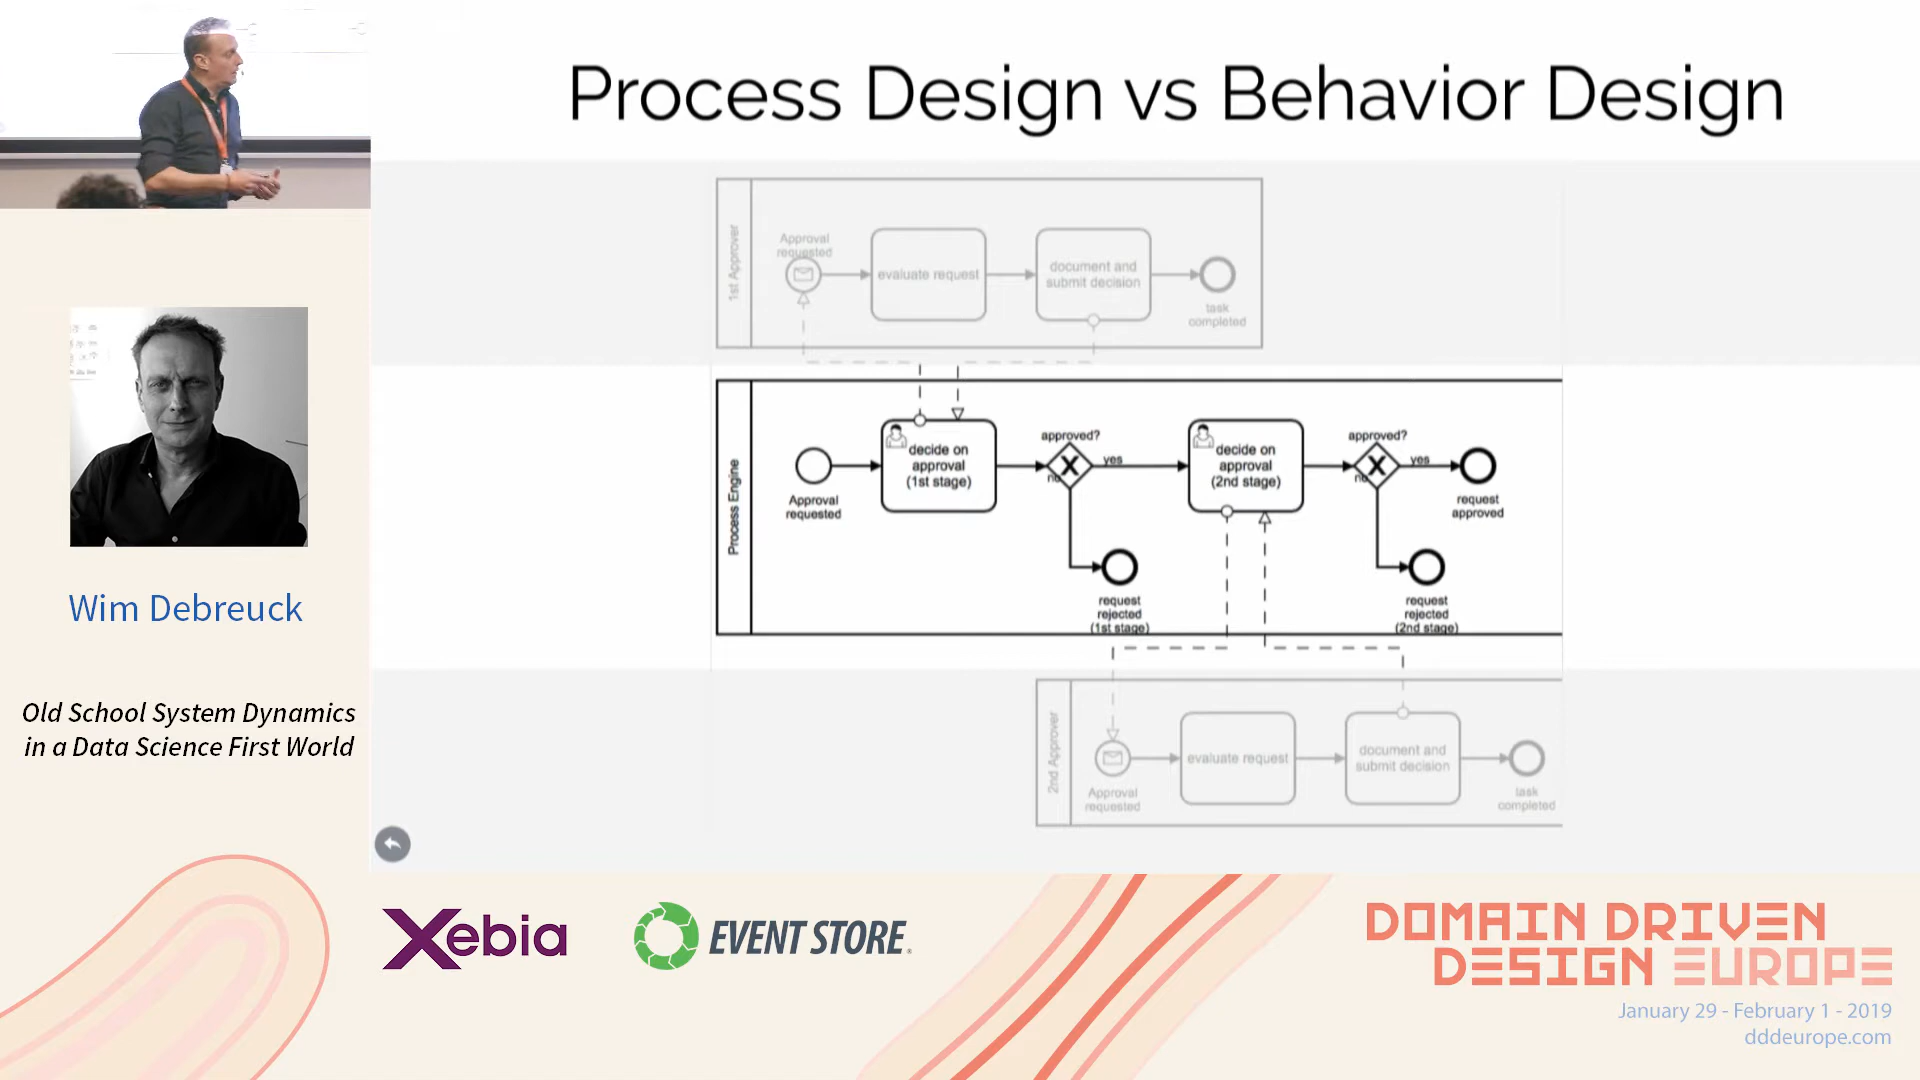 Process Design vs Behavior Design
1st Approver
Approval
requested
evaluate request
document and
submit decision
task
completed
Process Engine
Approval
requested
decide on
approval
(1st stage)
approved?
yes
no
request
rejected
(1st stage)
decide on
approval
(2nd stage)
approved?
yes
no
request
approved
request
rejected
(2nd stage)
2nd Approver
Approval
requested
evaluate request
document and
submit decision
task
completed
Wim Debreuck
Old School System Dynamics
in a Data Science First World
Xebia
EVENT STORE
DOMAIN DRIVEN
DESIGN EUROPE
January 29 - February 1 - 2019
dddeurope.com